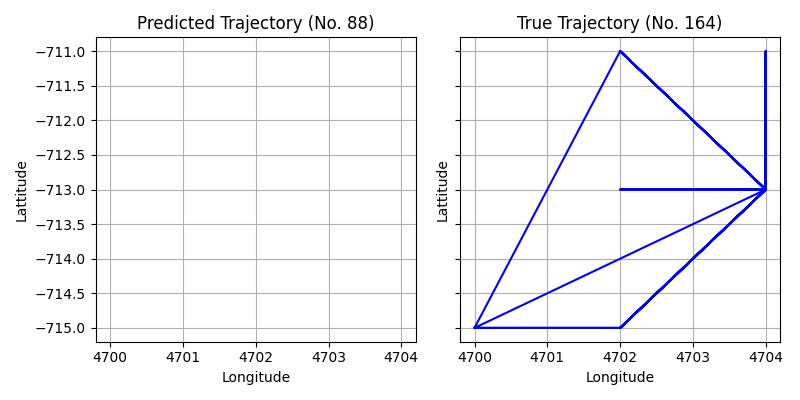 Predicted Trajectory (No. 88)
True Trajectory (No. 164)
−711.0
−711.5
−712.0
−712.5
−713.0
−713.5
−714.0
−714.5
−715.0
Lattitude
Lattitude
4700 4701 4702 4703 4704
4700 4701 4702 4703 4704
Longitude
Longitude